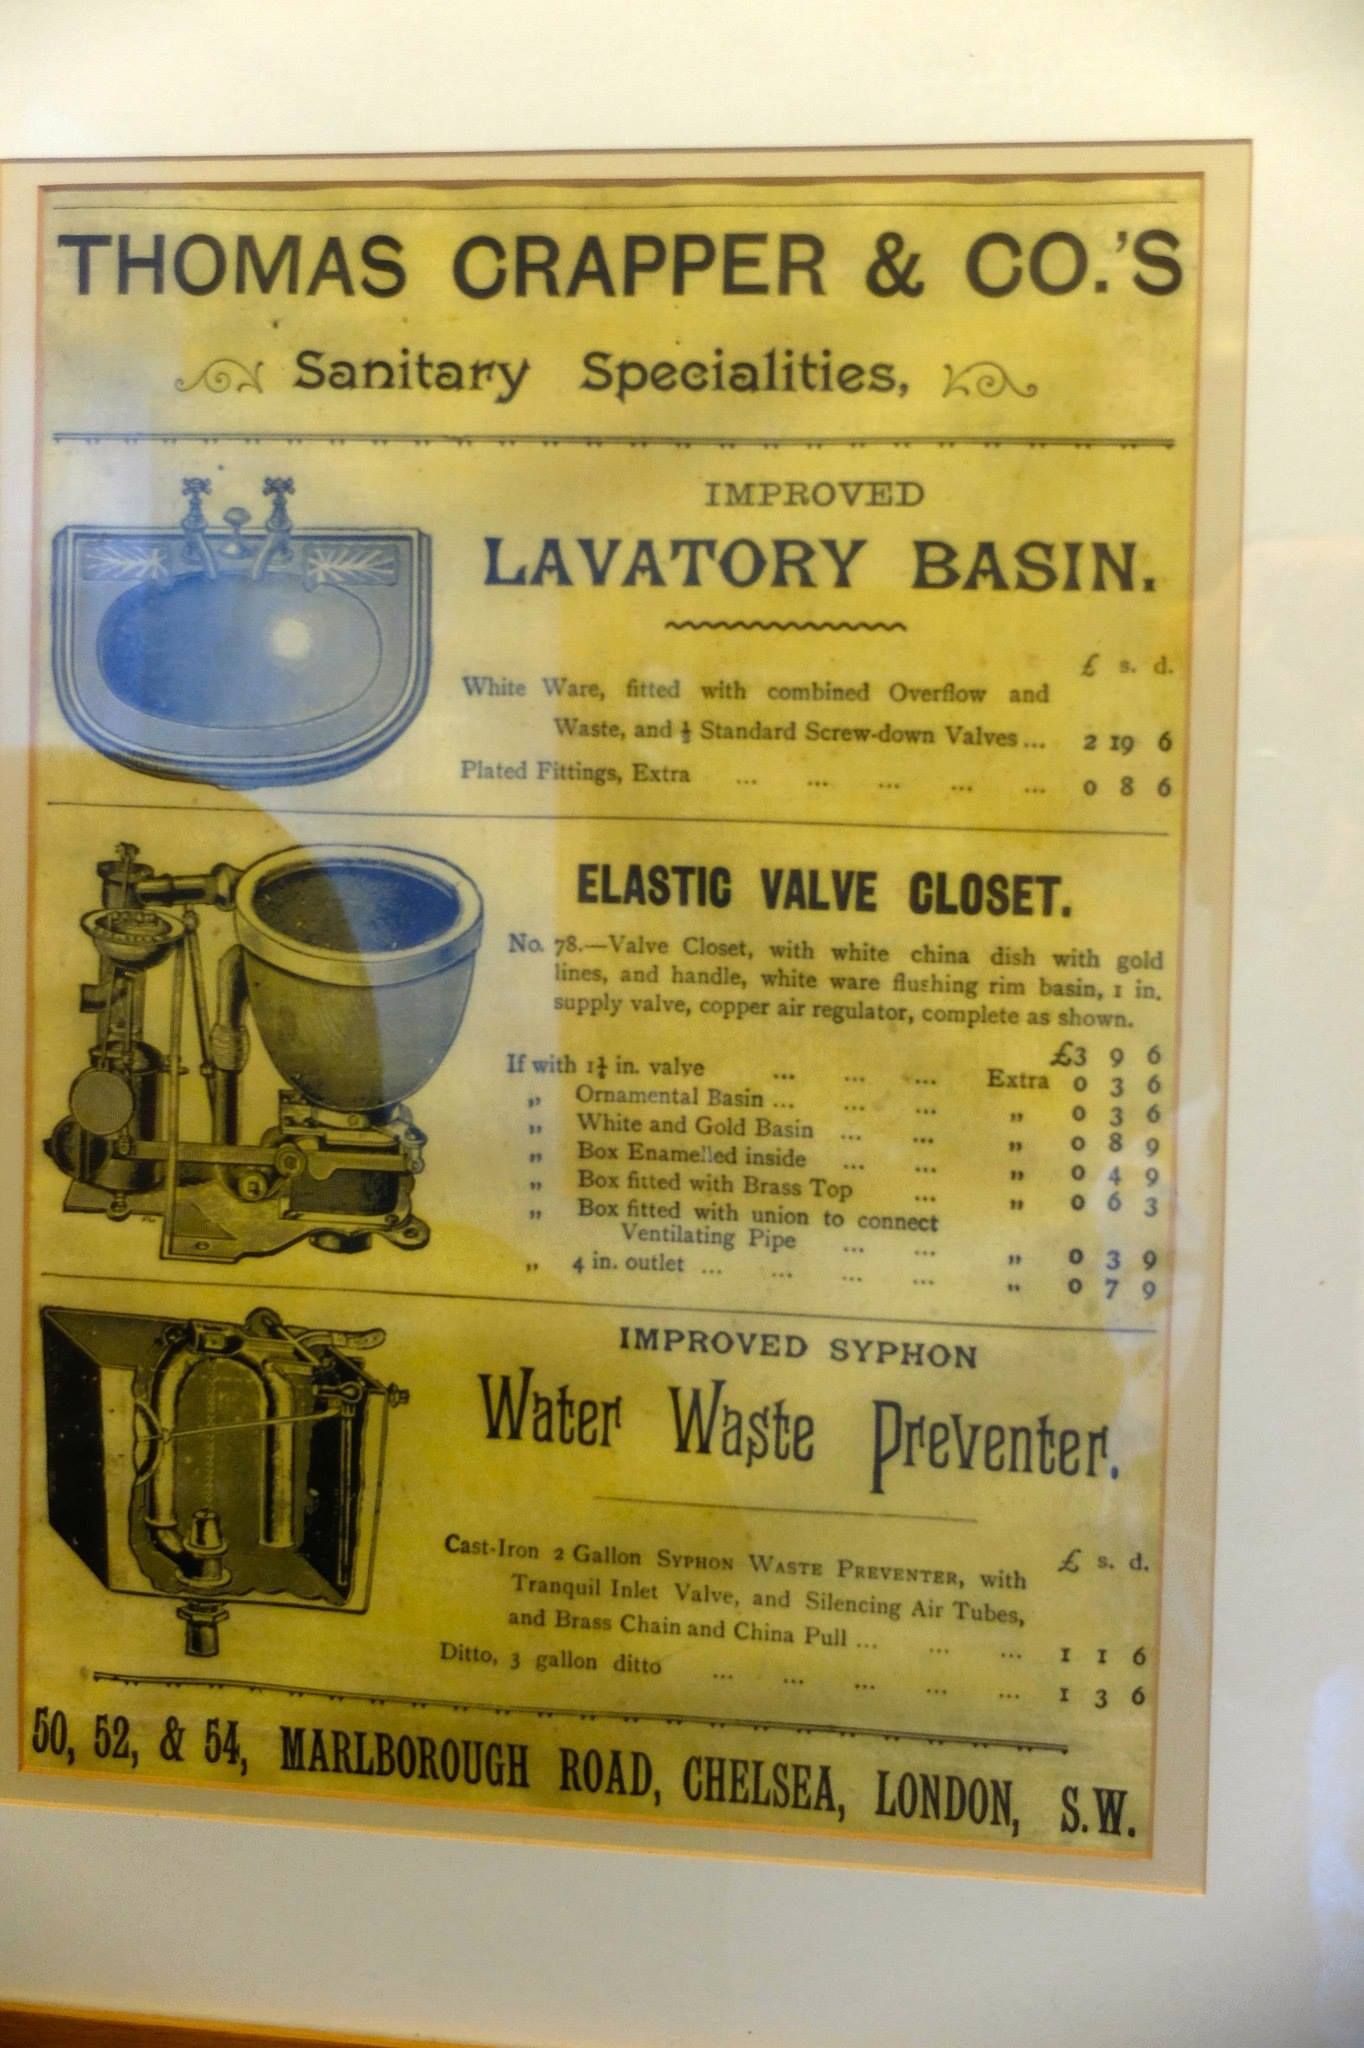 THOMAS CRAPPER & CO.'S
Sanitary Specialities,
IMPROVED
LAVATORY BASIN.
£ s. d.
White Ware, fitted with combined Overflow and
Waste, and ½ Standard Screw-down Valves ... 2 19 6
Plated Fittings, Extra ... ... ... ... ... 0 8 6
ELASTIC VALVE CLOSET.
No. 78.—Valve Closet, with white china dish with gold
lines, and handle, white ware flushing rim basin, 1 in.
supply valve, copper air regulator, complete as shown.
£3 9 6
If with 1¼ in. valve ... ... ... Extra 0 3 6
„ Ornamental Basin ... ... ... „ 0 3 6
„ White and Gold Basin ... ... „ 0 8 9
„ Box Enamelled inside ... ... „ 0 4 9
„ Box fitted with Brass Top ... „ 0 6 3
„ Box fitted with union to connect
Ventilating Pipe ... ... „ 0 3 9
„ 4 in. outlet ... ... ... ... „ 0 7 9
IMPROVED SYPHON
Water Waste Preventer.
£ s. d.
Cast-Iron 2 Gallon SYPHON WASTE PREVENTER, with
Tranquil Inlet Valve, and Silencing Air Tubes,
and Brass Chain and China Pull ... ... ... 1 1 6
Ditto, 3 gallon ditto ... ... ... ... ... 1 3 6
50, 52, & 54, MARLBOROUGH ROAD, CHELSEA, LONDON, S.W.